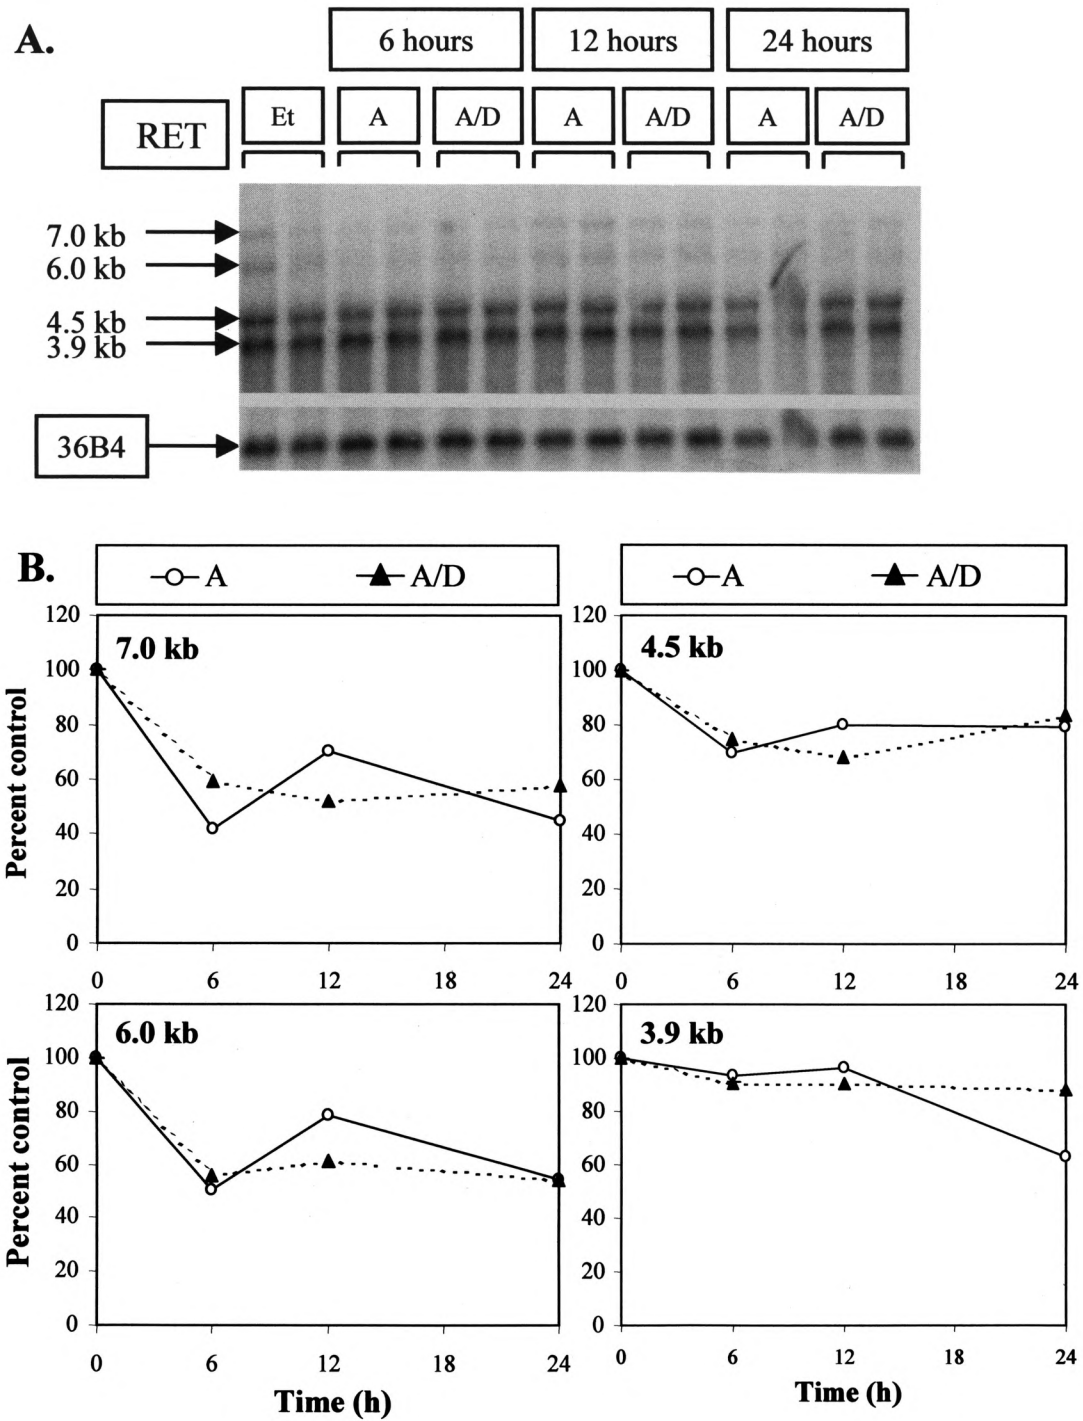 A.
6 hours 12 hours 24 hours
RET Et A A/D A A/D A A/D
7.0 kb
6.0 kb
4.5 kb
3.9 kb
36B4
B.
A A/D A A/D
7.0 kb
120
100
80
60
40
20
0
Percent control
0 6 12 18 24
4.5 kb
120
100
80
60
40
20
0
0 6 12 18 24
6.0 kb
120
100
80
60
40
20
0
Percent control
0 6 12 18 24
Time (h)
3.9 kb
120
100
80
60
40
20
0
0 6 12 18 24
Time (h)